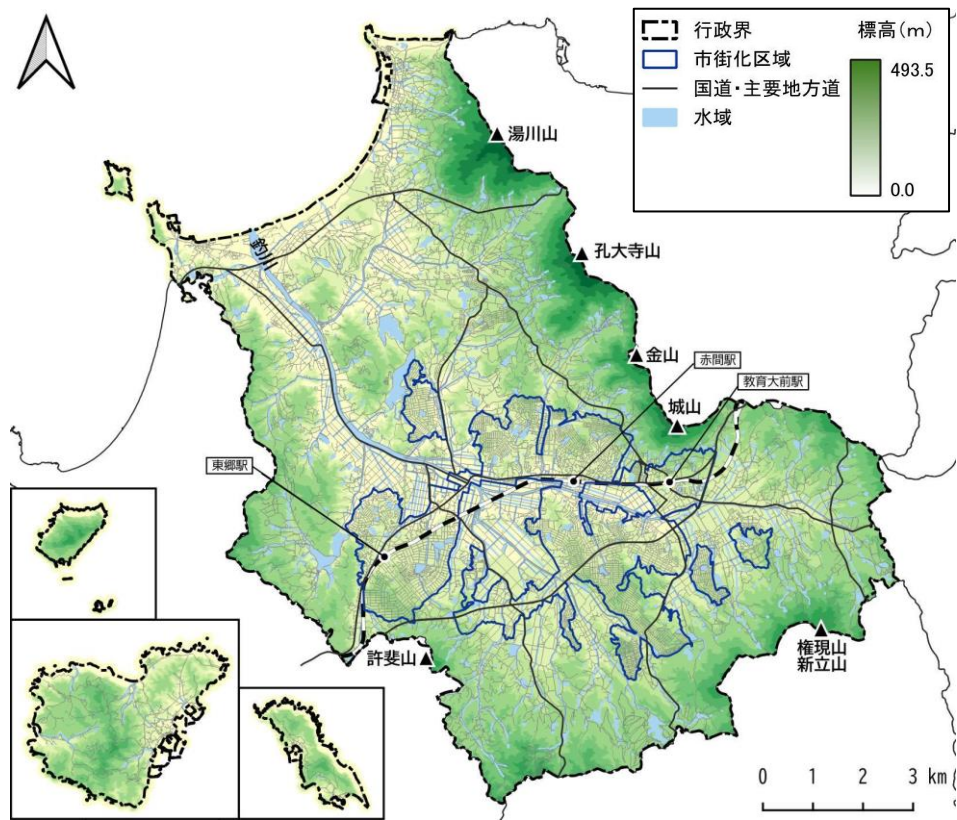 行政界
市街化区域
国道・主要地方道
水域
標高(m)
493.5
0.0
湯川山
釣川
孔大寺山
金山
赤間駅
教育大前駅
城山
東郷駅
許斐山
権現山
新立山
0 1 2 3 km